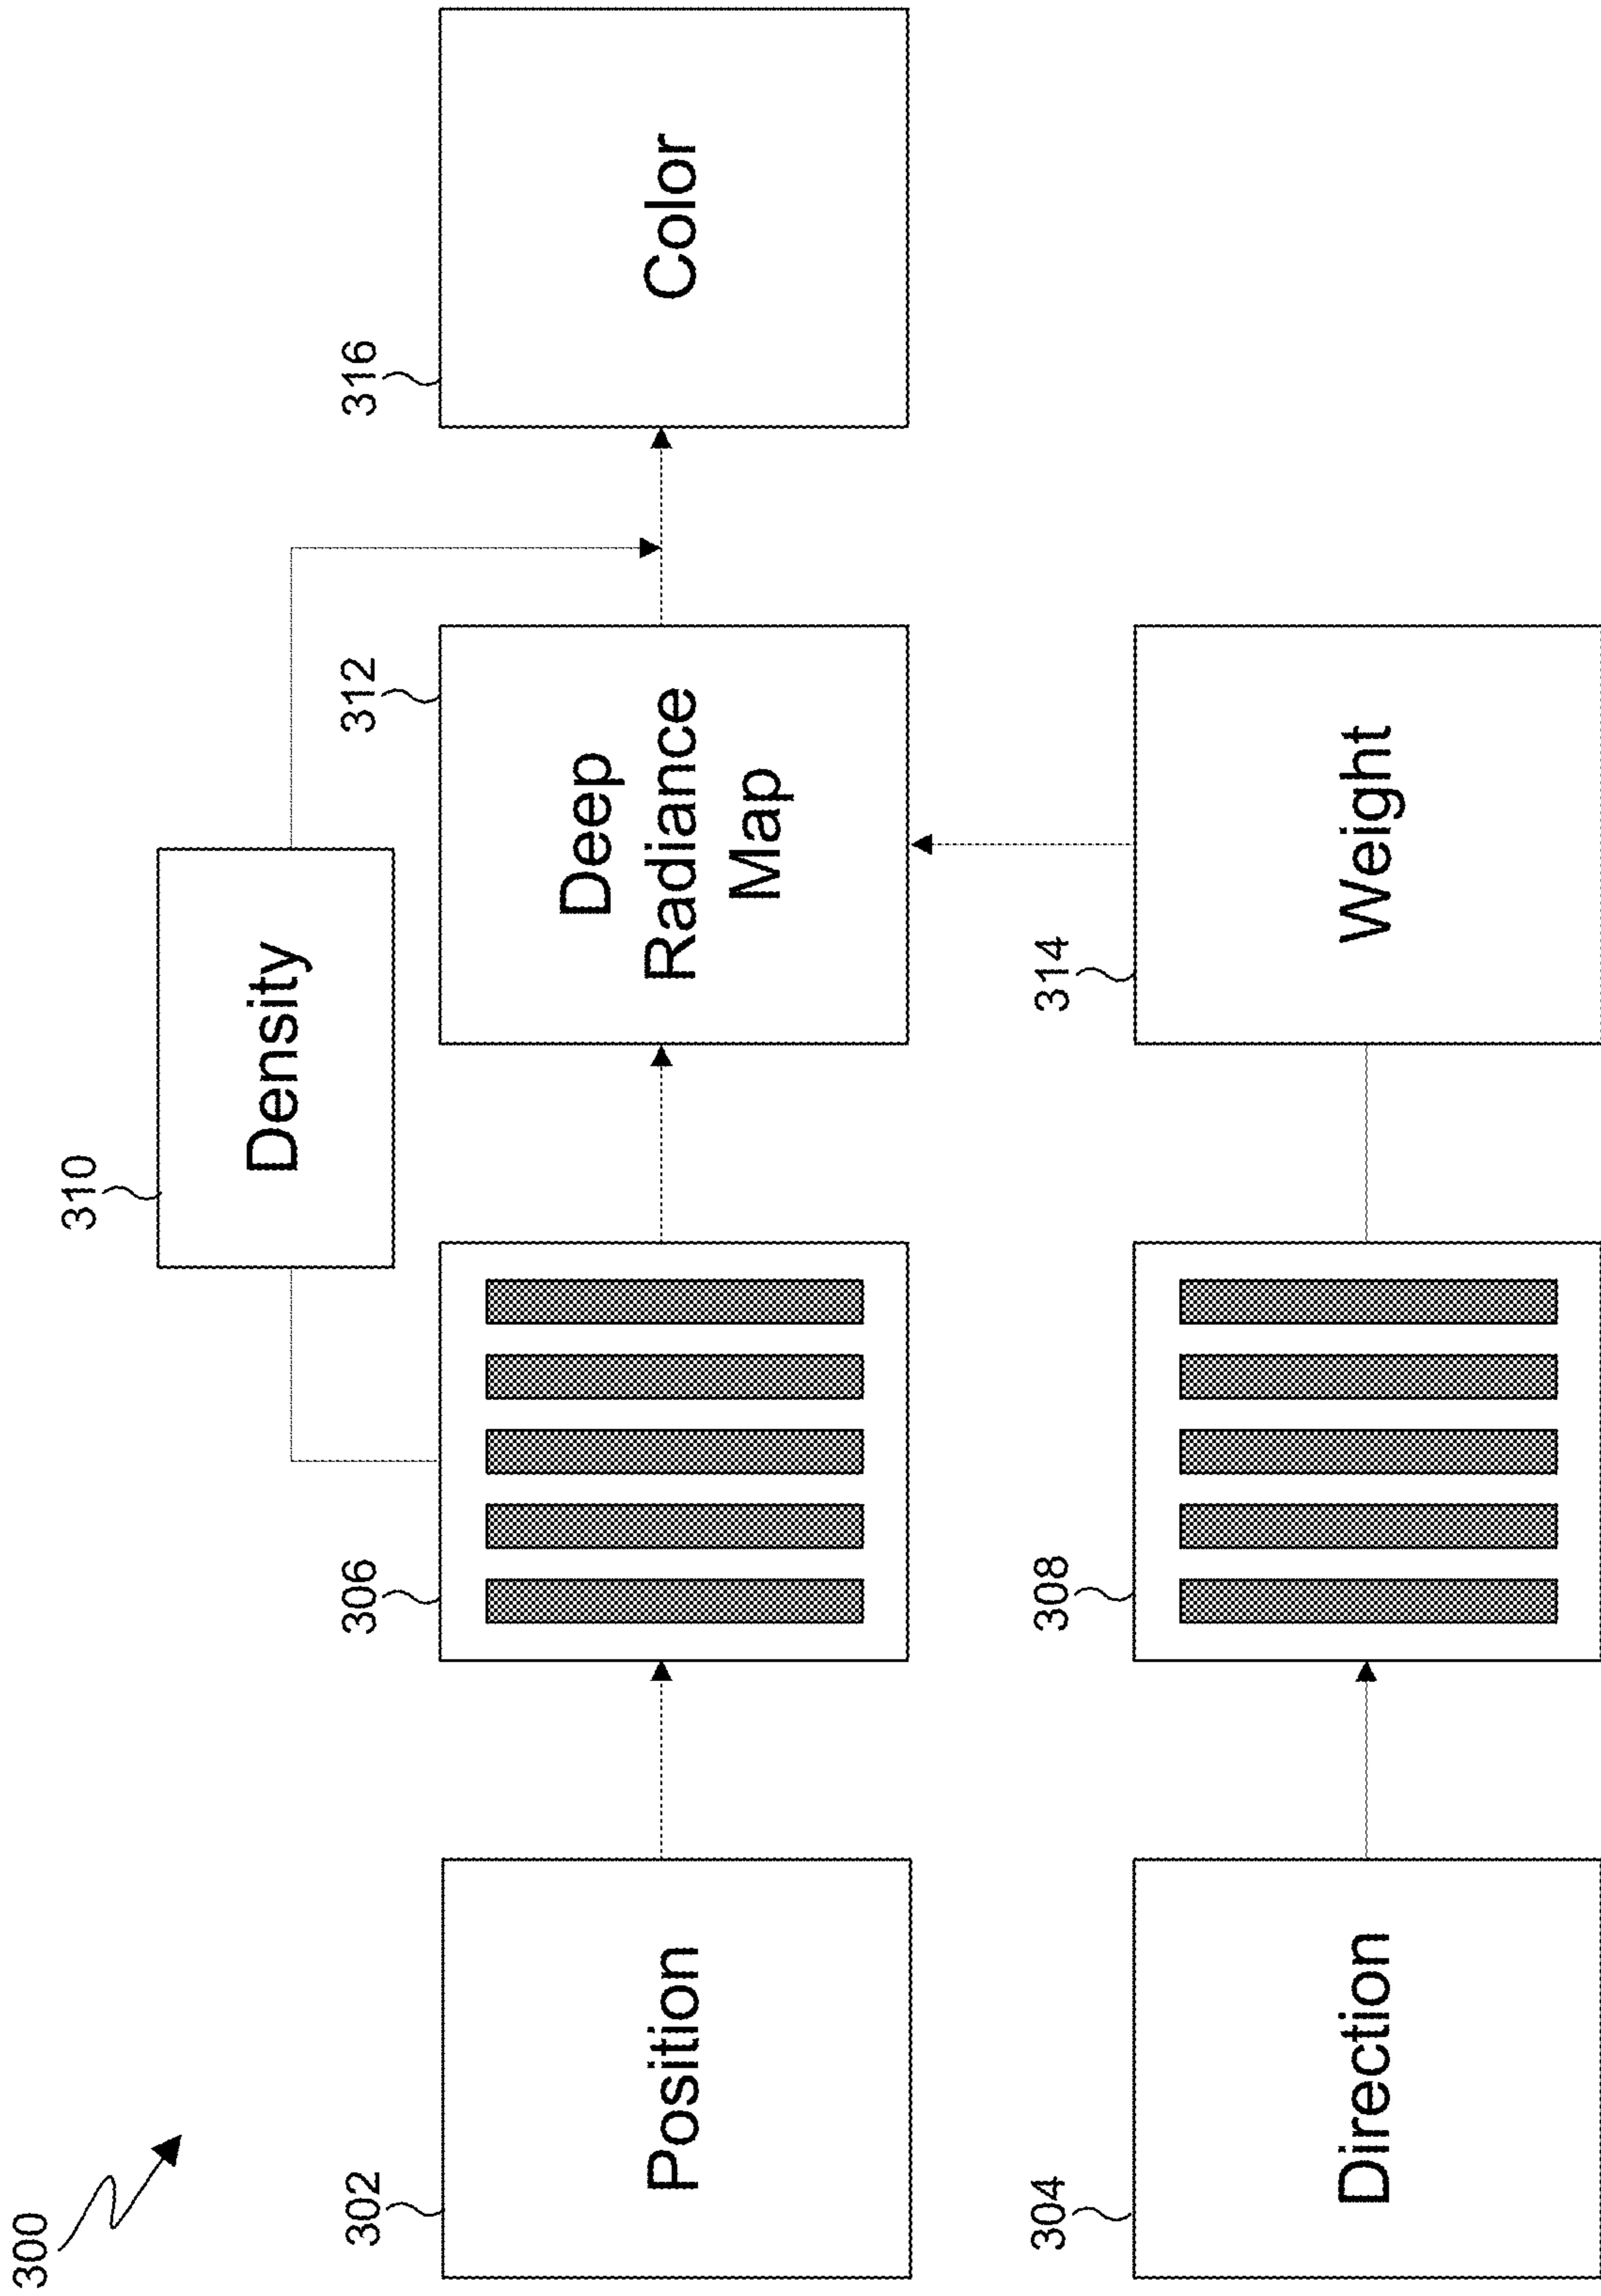 300
310
Density
302
306
312
316
Position
Deep
Radiance
Map
Color
304
308
314
Direction
Weight